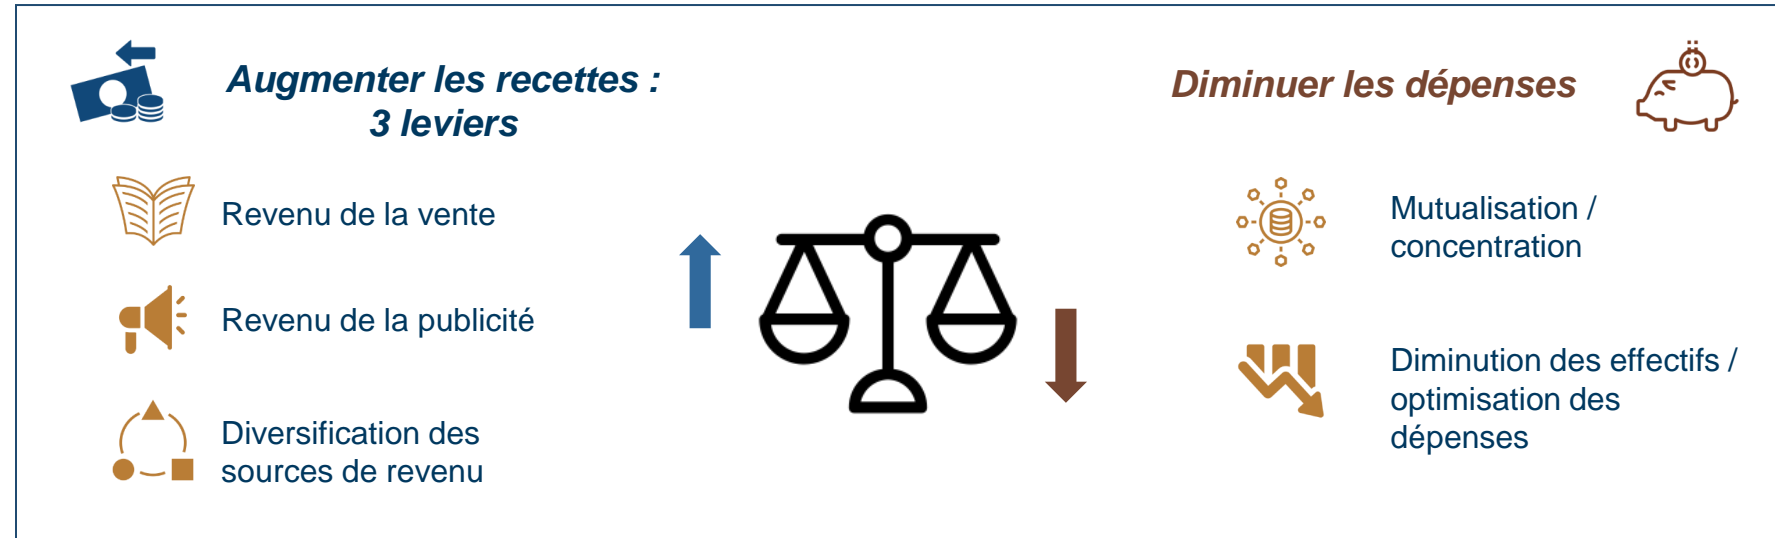 Augmenter les recettes :
3 leviers
Revenu de la vente
Revenu de la publicité
Diversification des
sources de revenu
Diminuer les dépenses
Mutualisation /
concentration
Diminution des effectifs /
optimisation des
dépenses